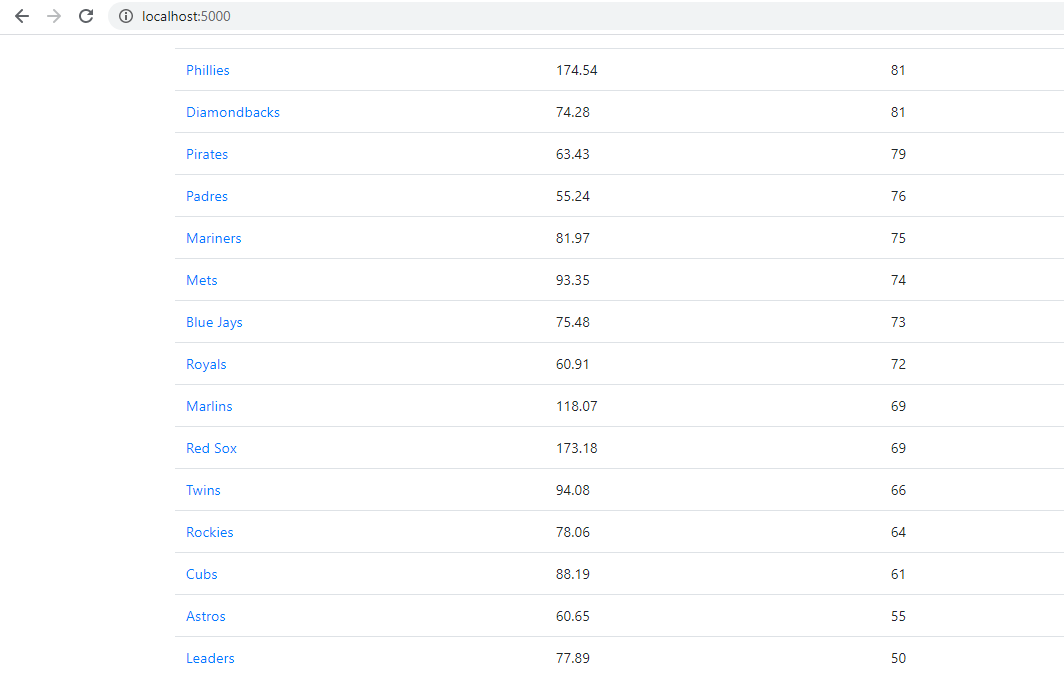 localhost:5000
Phillies 174.54 81
Diamondbacks 74.28 81
Pirates 63.43 79
Padres 55.24 76
Mariners 81.97 75
Mets 93.35 74
Blue Jays 75.48 73
Royals 60.91 72
Marlins 118.07 69
Red Sox 173.18 69
Twins 94.08 66
Rockies 78.06 64
Cubs 88.19 61
Astros 60.65 55
Leaders 77.89 50